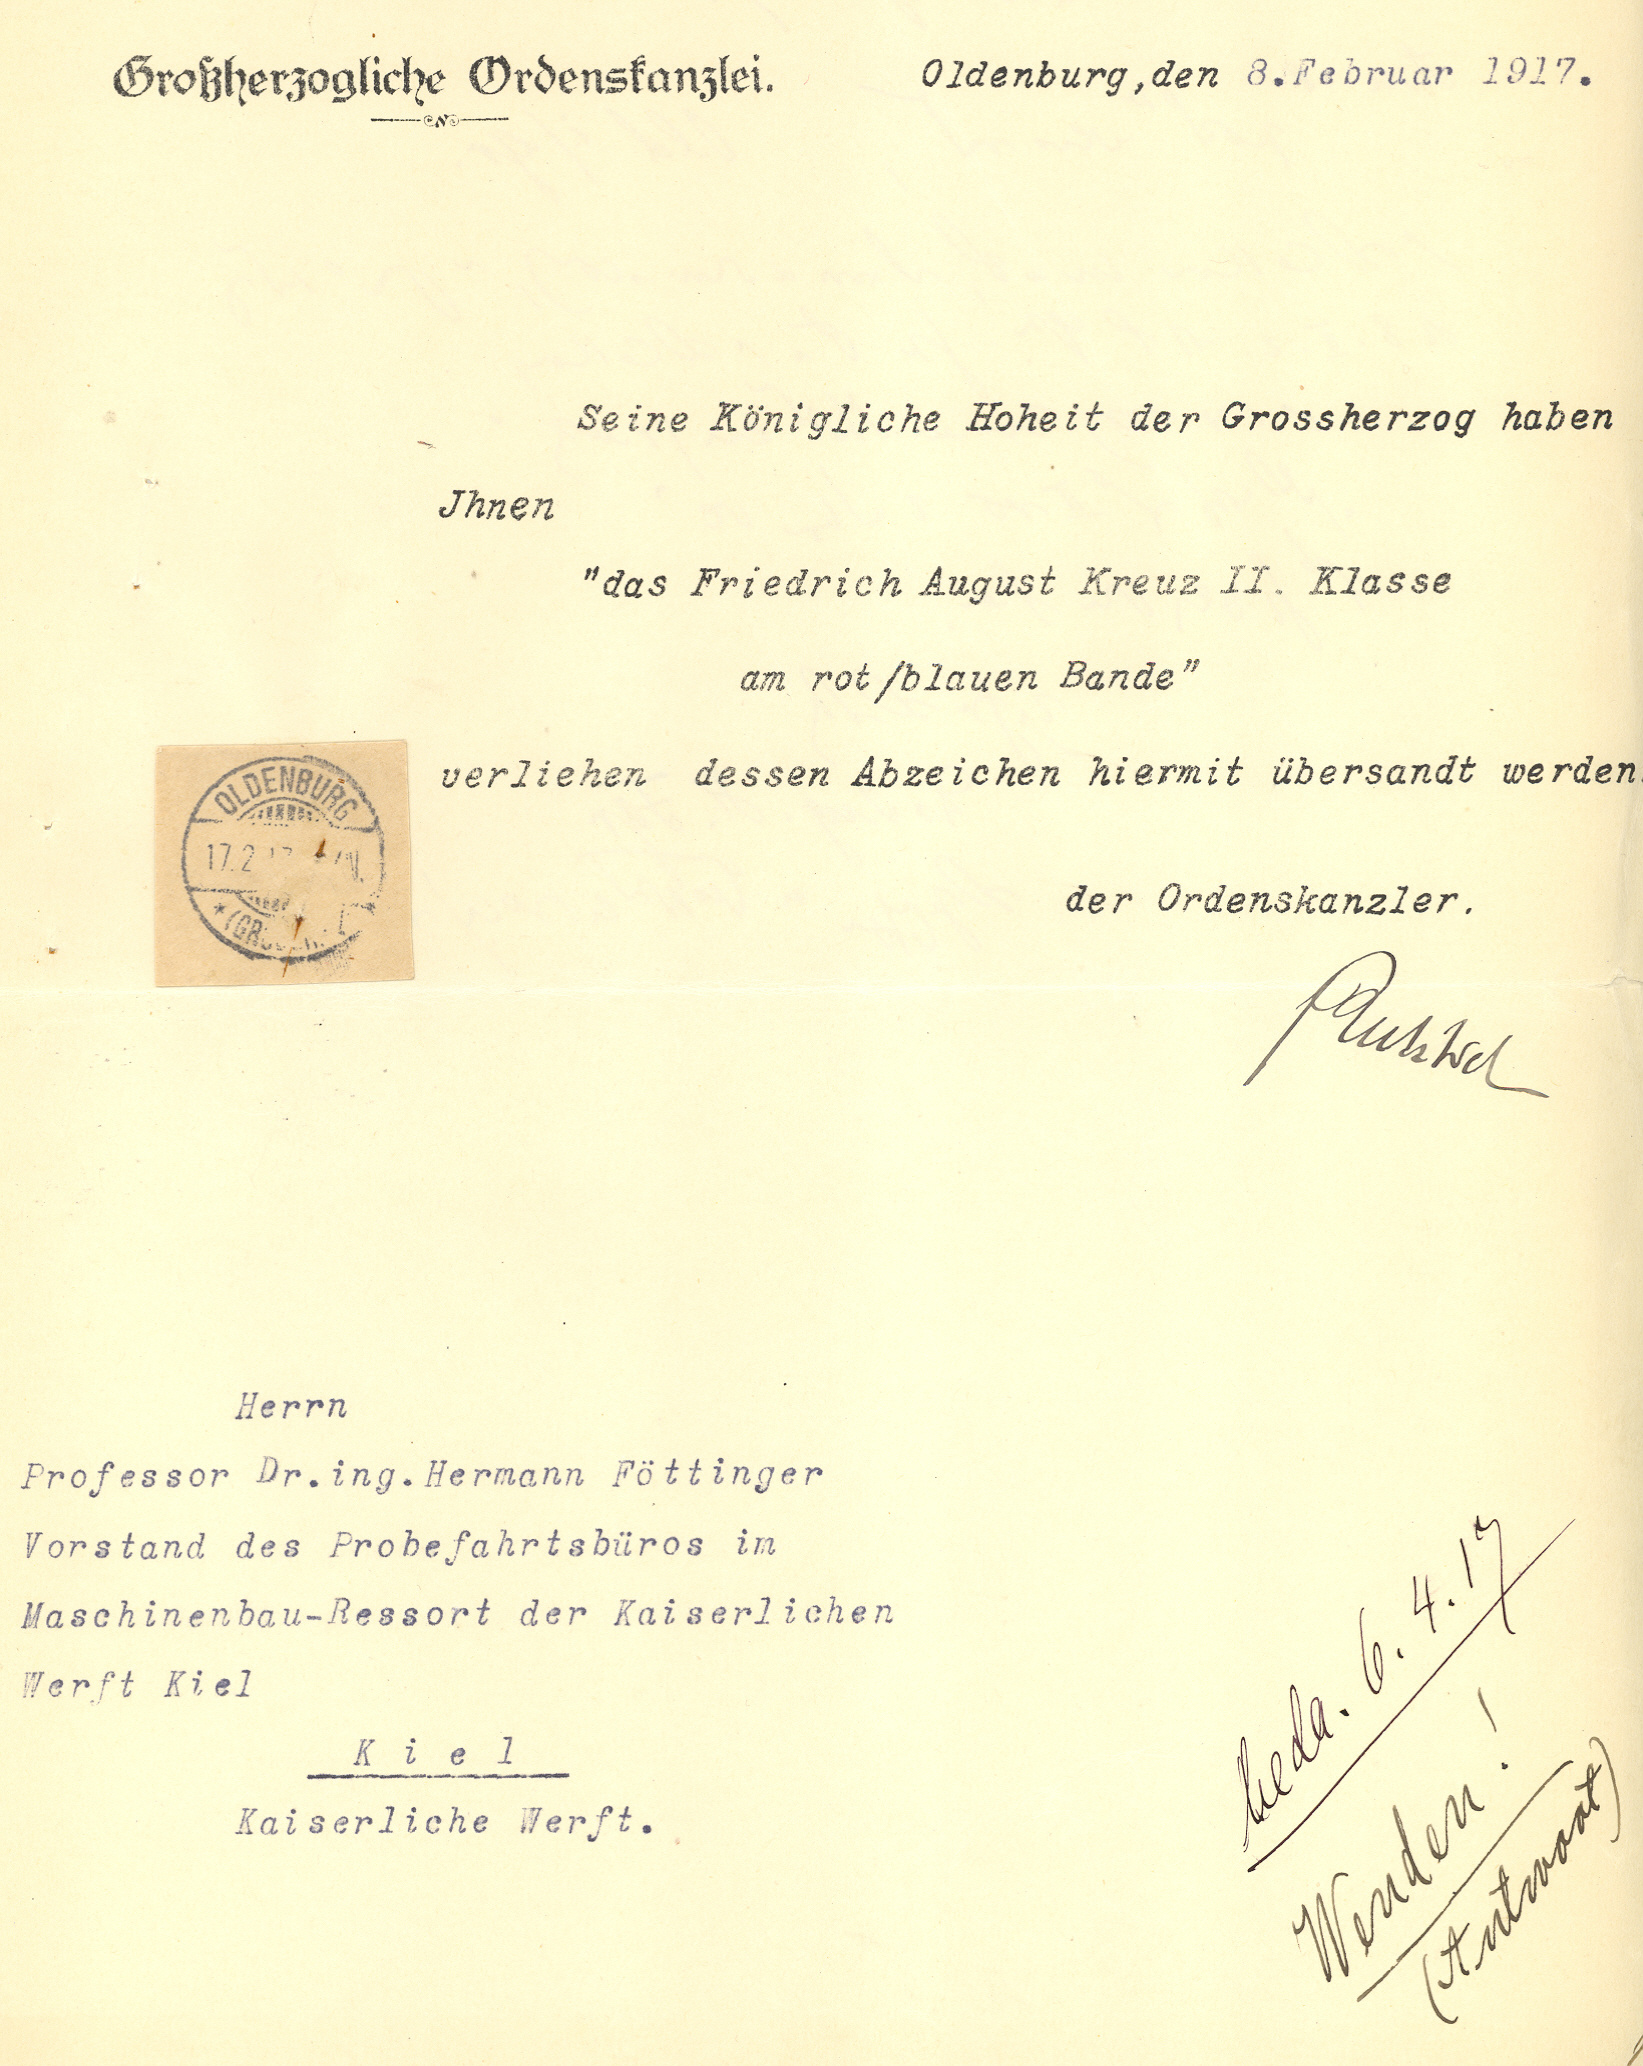 Großherzogliche Ordenskanzlei.
Oldenburg,den 8.Februar 1917.
Seine Königliche Hoheit der Grossherzog haben
Jhnen
"das Friedrich August Kreuz II. Klasse
am rot/blauen Bande"
verliehen dessen Abzeichen hiermit übersandt werden.
OLDENBURG
17.2
der Ordenskanzler.
Herrn
Professor Dr.ing.Hermann Föttinger
Vorstand des Probefahrtsbüros im
Maschinenbau-Ressort der Kaiserlichen
Werft Kiel
Kiel
Kaiserliche Werft.
6.4.17
Wenden!
(Antwort)